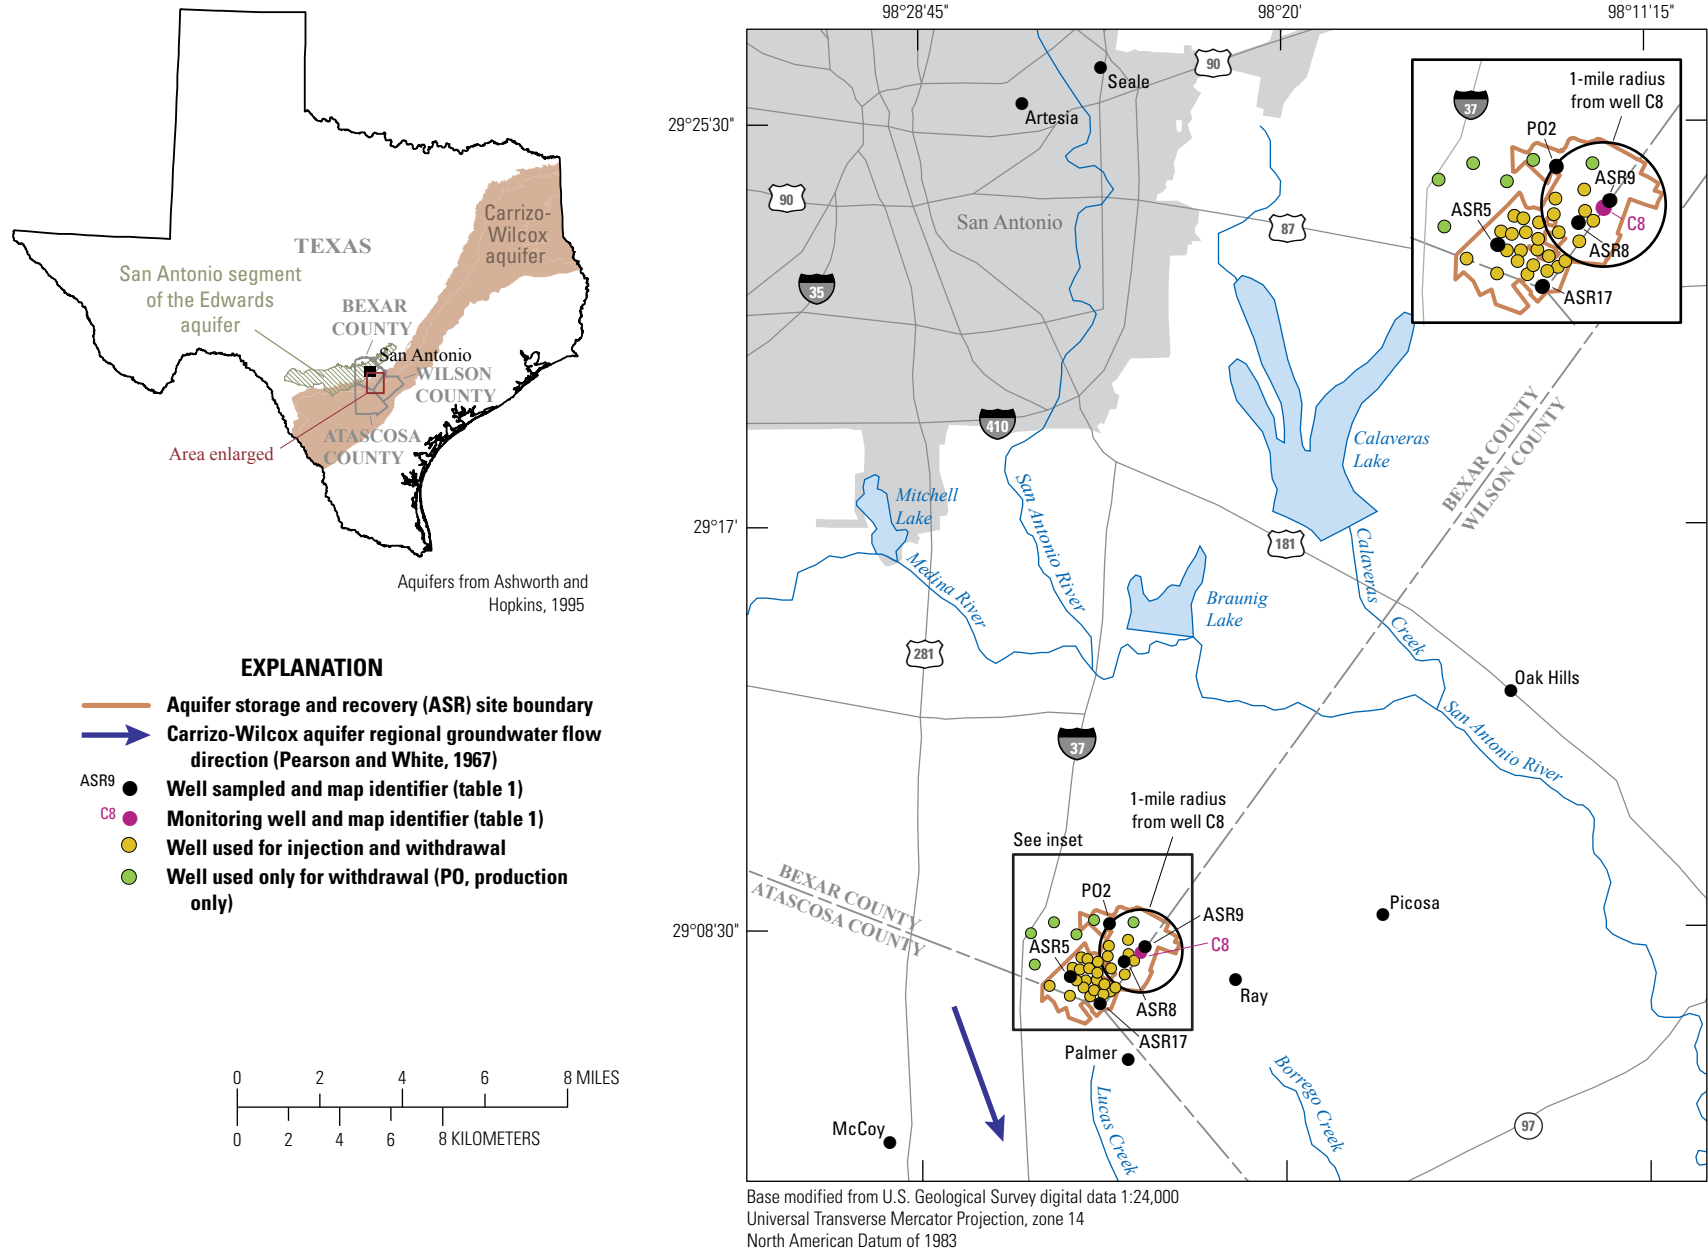 TEXAS
Carrizo-
Wilcox
aquifer
San Antonio segment
of the Edwards
aquifer
BEXAR
COUNTY
San Antonio
WILSON
COUNTY
ATASCOSA
COUNTY
Area enlarged
Aquifers from Ashworth and
Hopkins, 1995
EXPLANATION
Aquifer storage and recovery (ASR) site boundary
Carrizo-Wilcox aquifer regional groundwater flow
direction (Pearson and White, 1967)
ASR9 Well sampled and map identifier (table 1)
C8 Monitoring well and map identifier (table 1)
Well used for injection and withdrawal
Well used only for withdrawal (PO, production
only)
0 2 4 6 8 MILES
0 2 4 6 8 KILOMETERS
98°28'45" 98°20' 98°11'15"
29°25'30"
29°17'
29°08'30"
Seale
Artesia
90
90
San Antonio
87
35
410
Calaveras
Lake
BEXAR COUNTY
WILSON COUNTY
Mitchell
Lake
San Antonio River
Medina River
181
Calaveras
Creek
Braunig
Lake
281
Oak Hills
San Antonio River
37
1-mile radius
from well C8
See inset
BEXAR COUNTY
ATASCOSA COUNTY
PO2
ASR9
C8
ASR5
ASR8
ASR17
Picosa
Ray
Palmer
McCoy
Lucas Creek
Borrego Creek
97
37
1-mile radius
from well C8
PO2
ASR9
ASR5
C8
ASR8
ASR17
Base modified from U.S. Geological Survey digital data 1:24,000
Universal Transverse Mercator Projection, zone 14
North American Datum of 1983